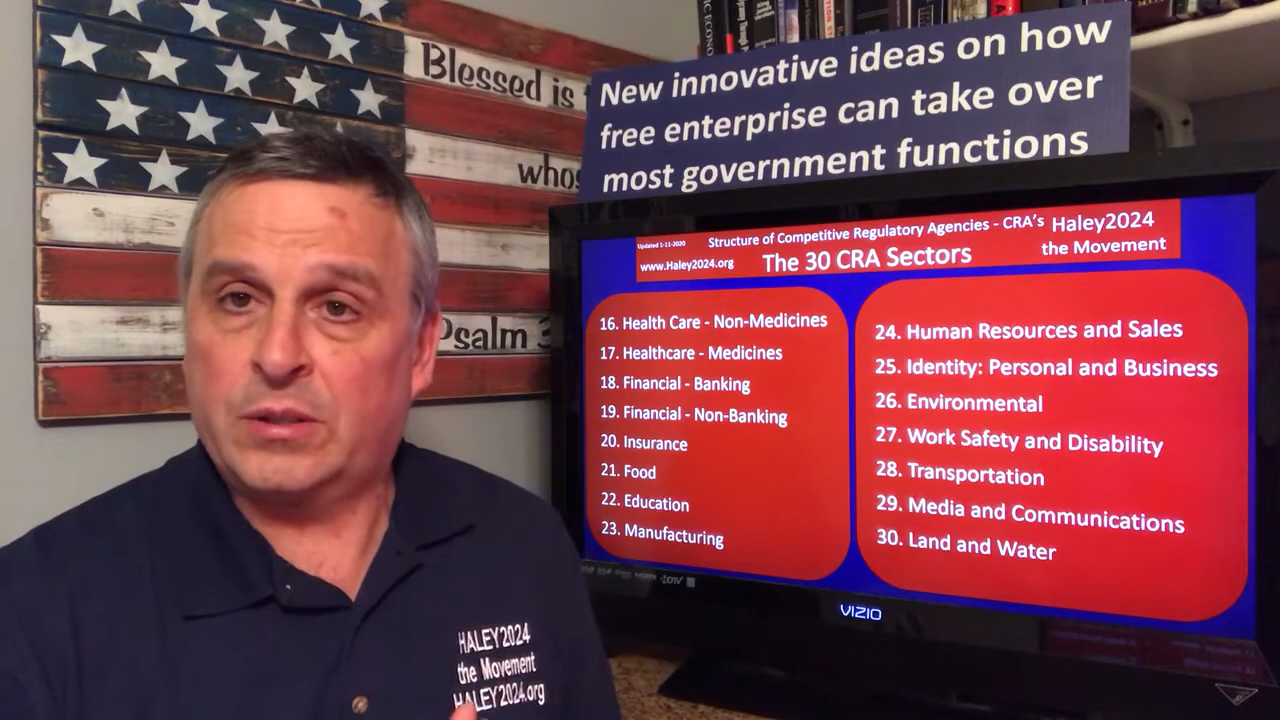 Blessed is
New innovative ideas on how
free enterprise can take over
most government functions
Psalm
Updated 1-11-2020
Structure of Competitive Regulatory Agencies - CRA's
Haley2024
www.Haley2024.org
The 30 CRA Sectors
the Movement
16. Health Care - Non-Medicines
17. Healthcare - Medicines
18. Financial - Banking
19. Financial - Non-Banking
20. Insurance
21. Food
22. Education
23. Manufacturing
24. Human Resources and Sales
25. Identity: Personal and Business
26. Environmental
27. Work Safety and Disability
28. Transportation
29. Media and Communications
30. Land and Water
VIZIO
HALEY2024
the Movement
HALEY2024.org